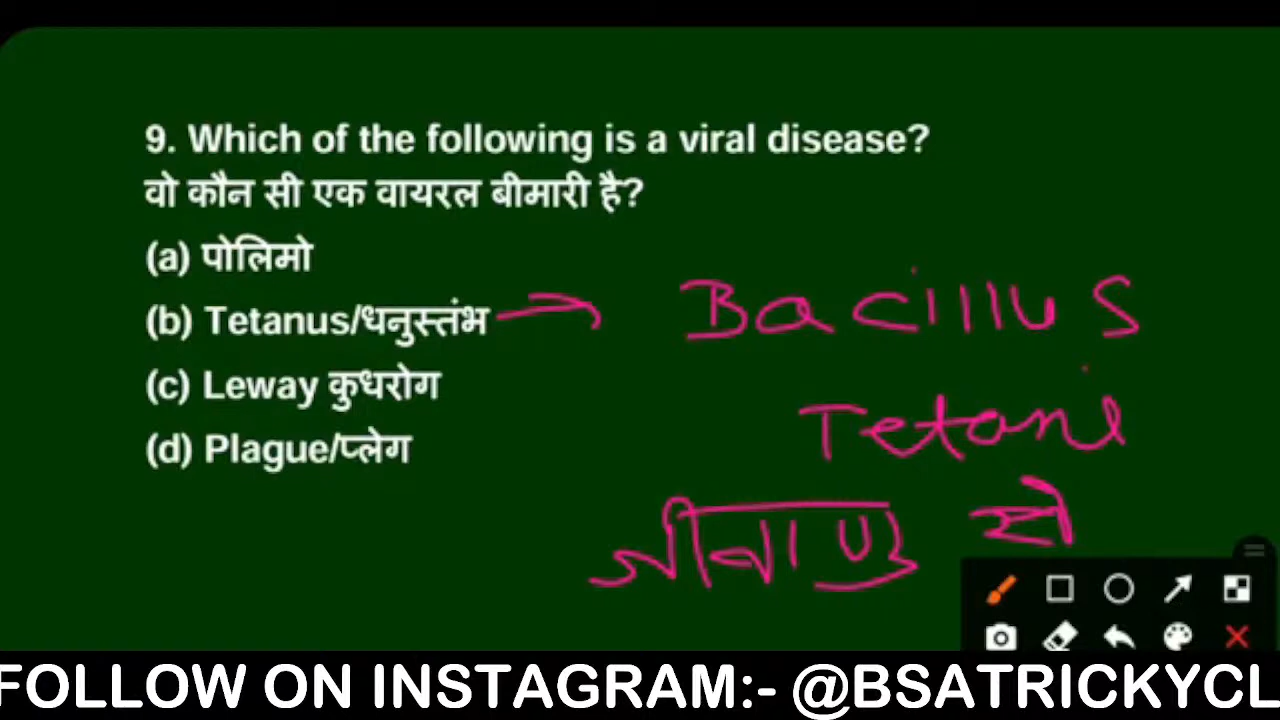 9. Which of the following is a viral disease?
वो कौन सी एक वायरल बीमारी है?
(a) पोलिमो
(b) Tetanus/धनुस्तंभ → Bacillus
Tetani
(c) Leway कुधरोग
(d) Plague/प्लेग
जीवाणु से
FOLLOW ON INSTAGRAM:- @BSATRICKYCL